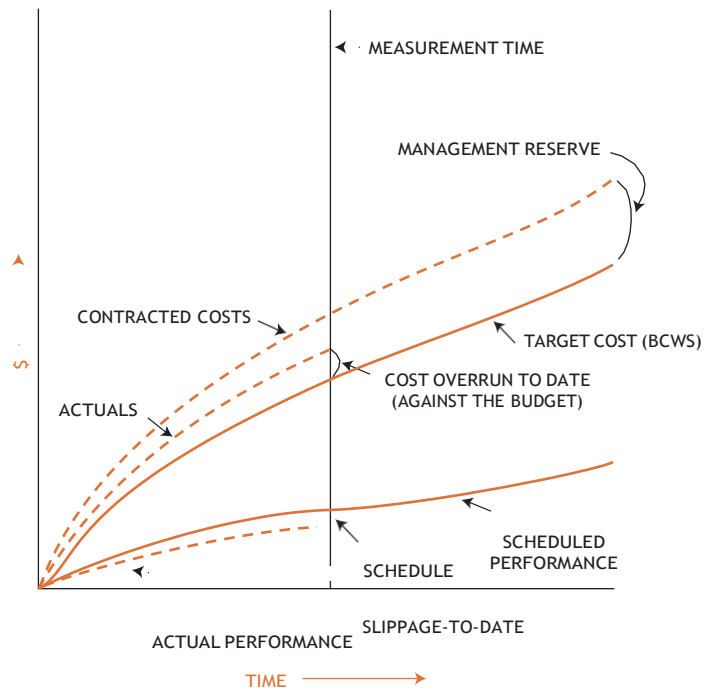 MEASUREMENT TIME
MANAGEMENT RESERVE
CONTRACTED COSTS
TARGET COST (BCWS)
$
COST OVERRUN TO DATE
(AGAINST THE BUDGET)
ACTUALS
SCHEDULED
PERFORMANCE
SCHEDULE
SLIPPAGE-TO-DATE
ACTUAL PERFORMANCE
TIME